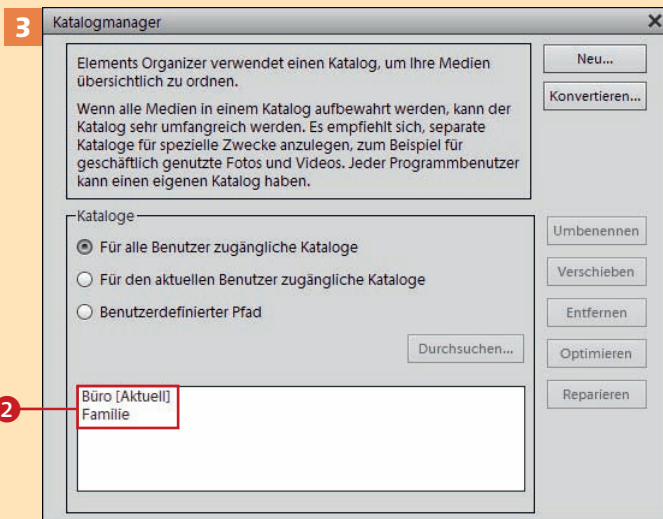 3
Katalogmanager
Elements Organizer verwendet einen Katalog, um Ihre Medien
übersichtlich zu ordnen.
Wenn alle Medien in einem Katalog aufbewahrt werden, kann der
Katalog sehr umfangreich werden. Es empfiehlt sich, separate
Kataloge für spezielle Zwecke anzulegen, zum Beispiel für
geschäftlich genutzte Fotos und Videos. Jeder Programmbenutzer
kann einen eigenen Katalog haben.
Neu...
Konvertieren...
Kataloge
Für alle Benutzer zugängliche Kataloge
Für den aktuellen Benutzer zugängliche Kataloge
Benutzerdefinierter Pfad
Durchsuchen...
Umbenennen
Verschieben
Entfernen
Optimieren
Reparieren
2
Büro [Aktuell]
Familie